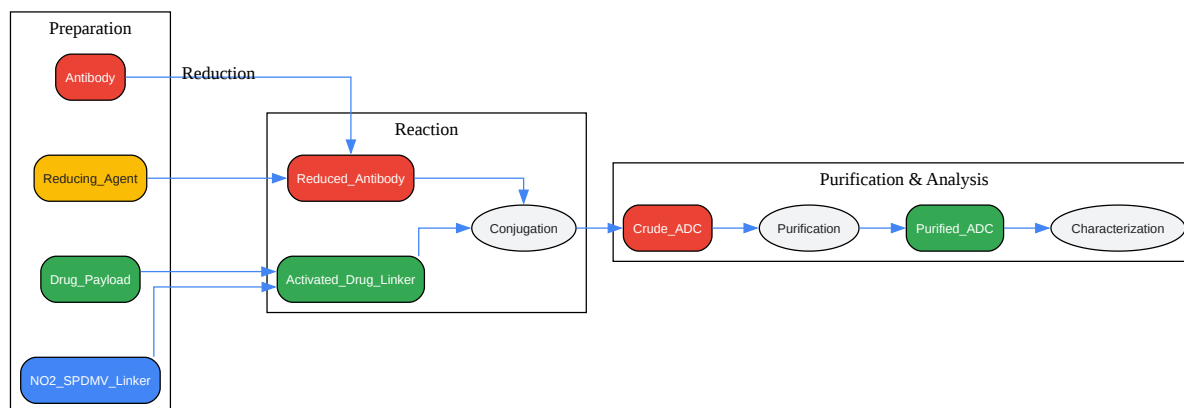 Preparation
Antibody
Reduction
Reducing_Agent
Drug_Payload
NO2_SPDMV_Linker
Reaction
Reduced_Antibody
Conjugation
Activated_Drug_Linker
Purification & Analysis
Crude_ADC
Purification
Purified_ADC
Characterization